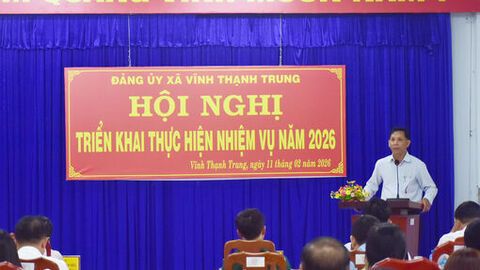 ĐẢNG ỦY XÃ VĨNH THẠNH TRUNG
HỘI NGHỊ
TRIỂN KHAI THỰC HIỆN NHIỆM VỤ NĂM 2026
Vĩnh Thạnh Trung, ngày 11 tháng 02 năm 2026